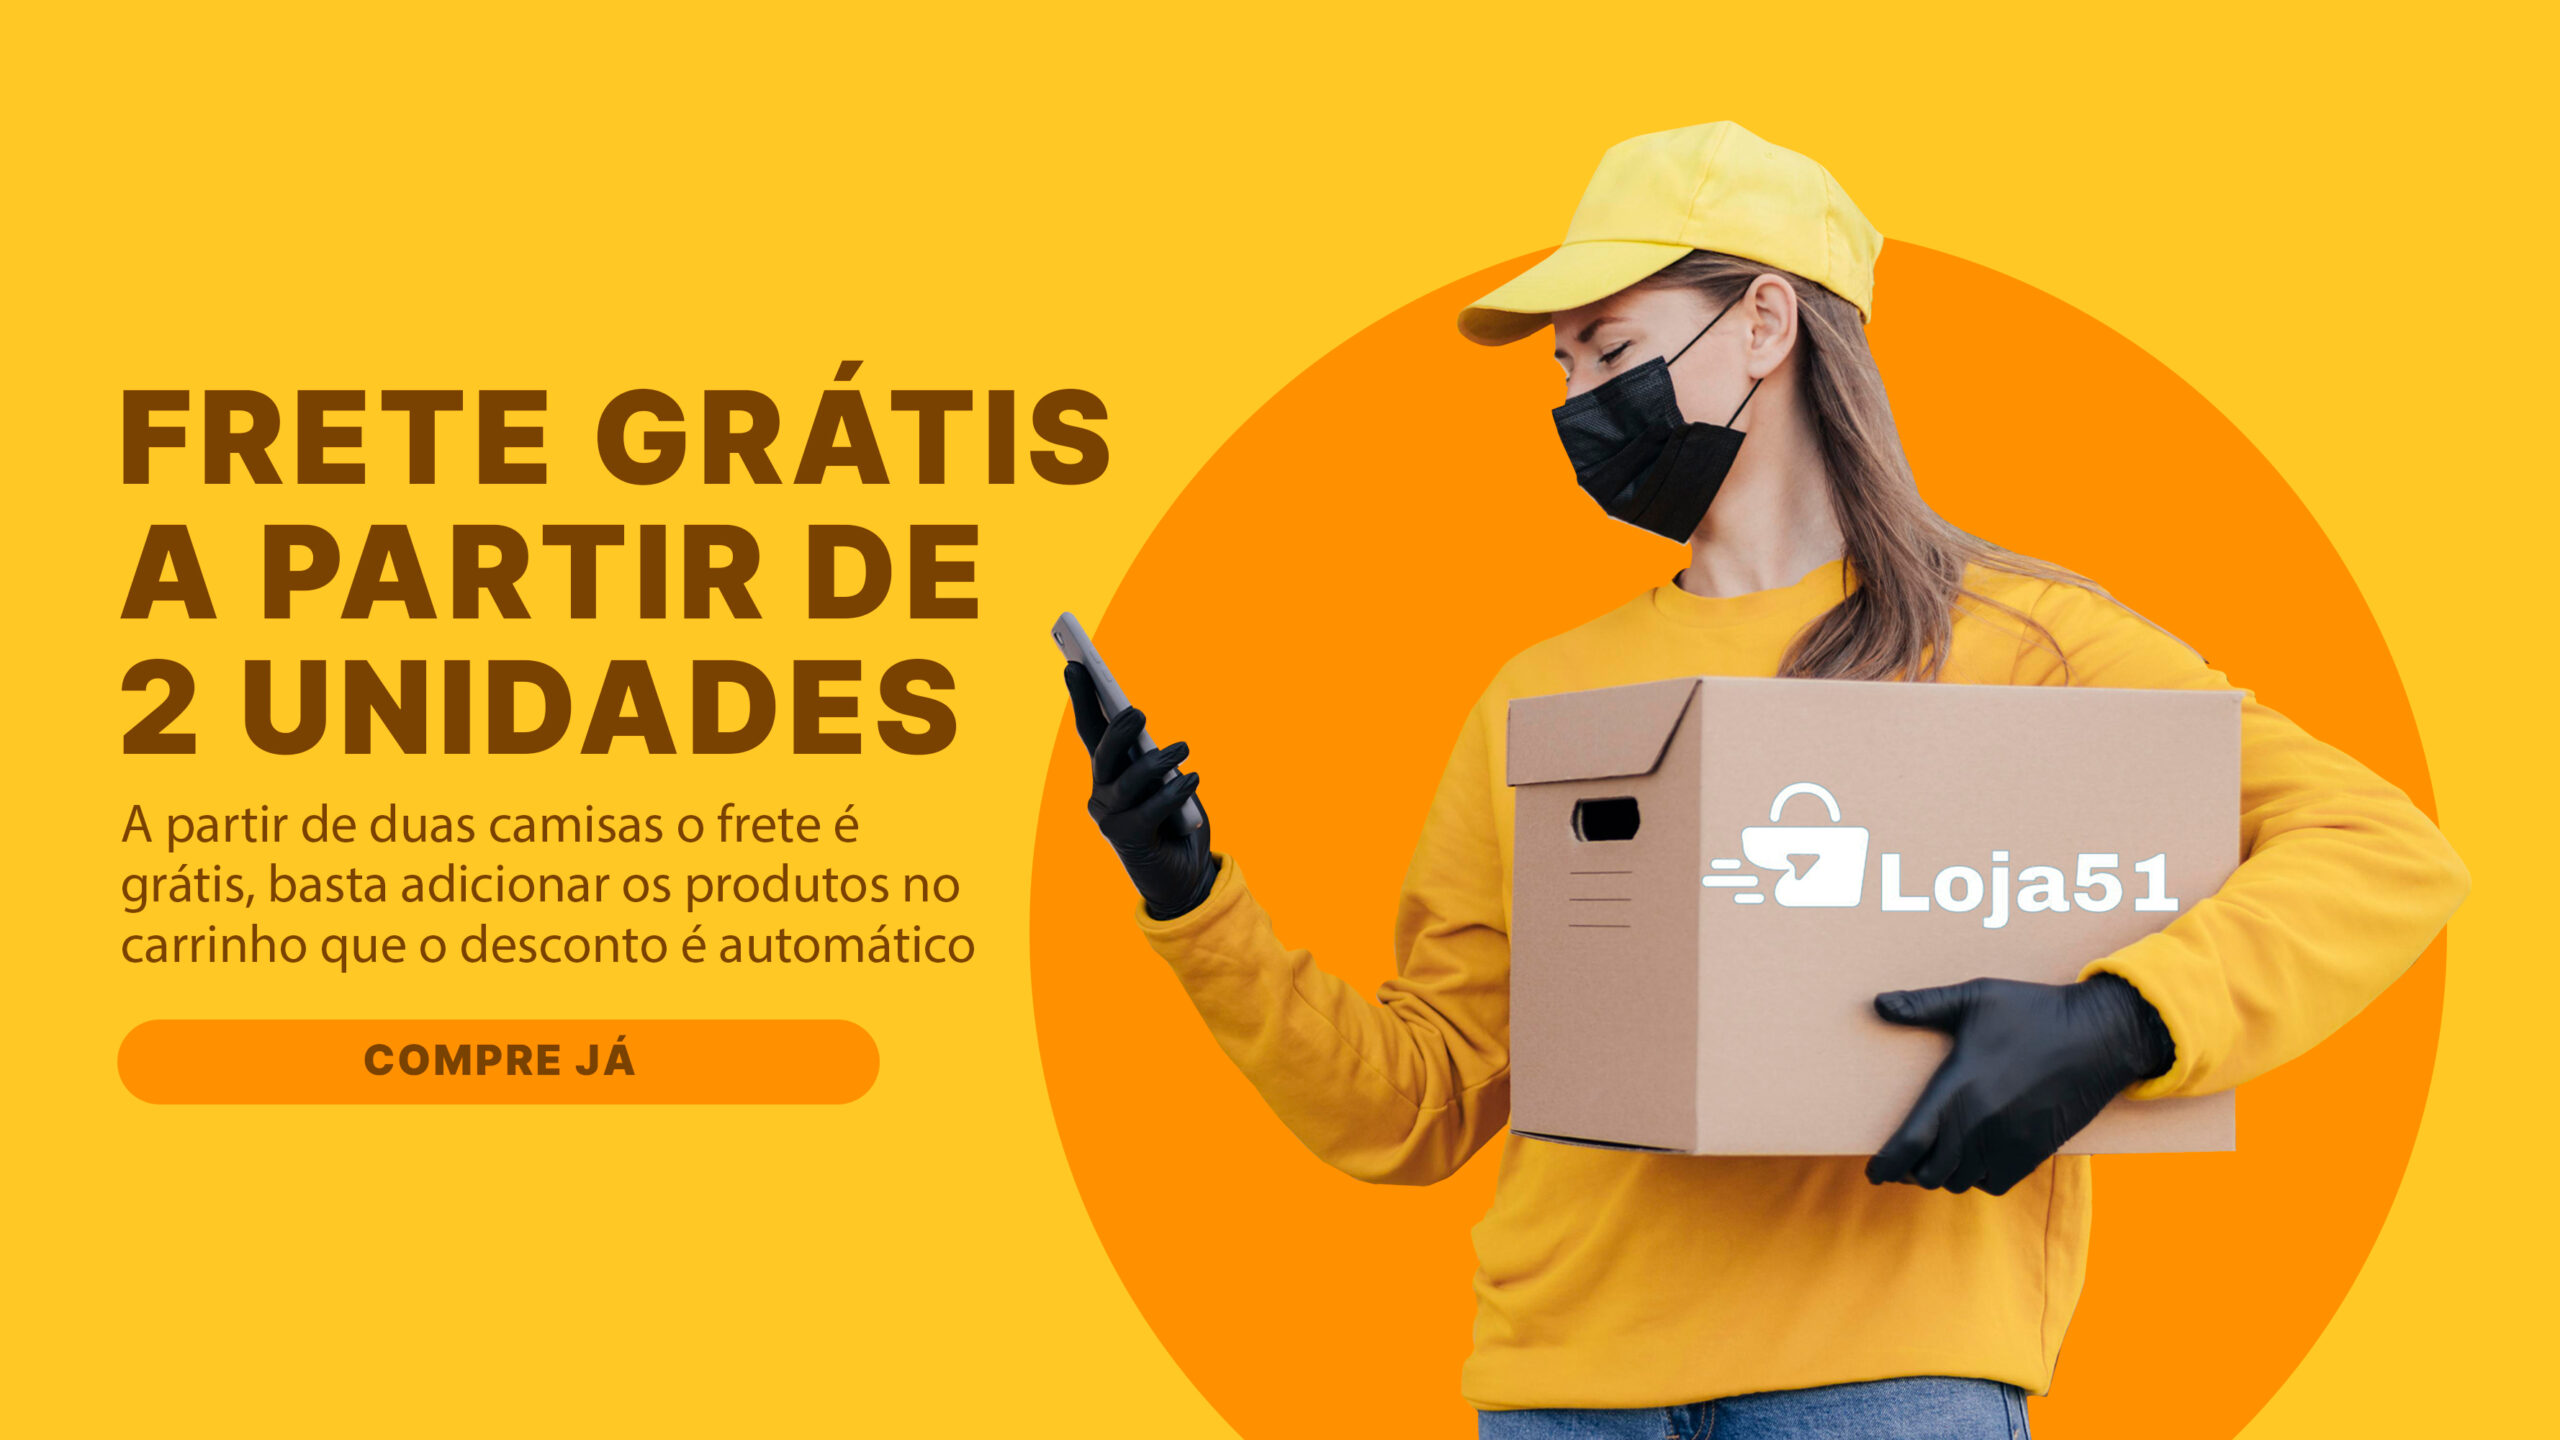 FRETE GRÁTIS
A PARTIR DE
2 UNIDADES
A partir de duas camisas o frete é
grátis, basta adicionar os produtos no
carrinho que o desconto é automático
COMPRE JÁ
Loja51